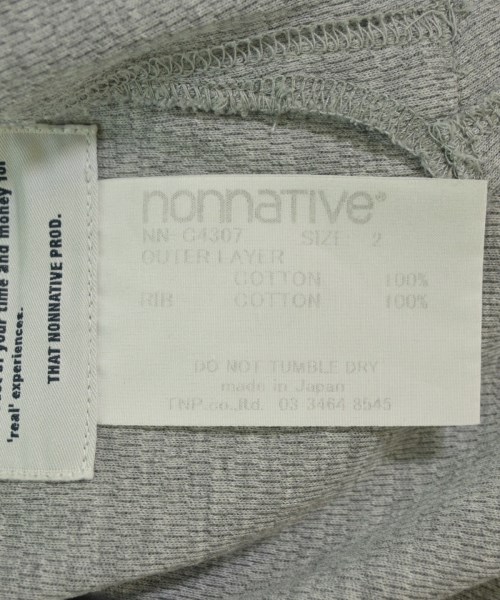 nonnative®
NN-C4307 SIZE 2
OUTER LAYER
COTTON 100%
RIB COTTON 100%
DO NOT TUMBLE DRY
made in Japan
TNP.co.,ltd. 03 3464 8545
of your time and money for
'real' experiences.
THAT NONNATIVE PROD.